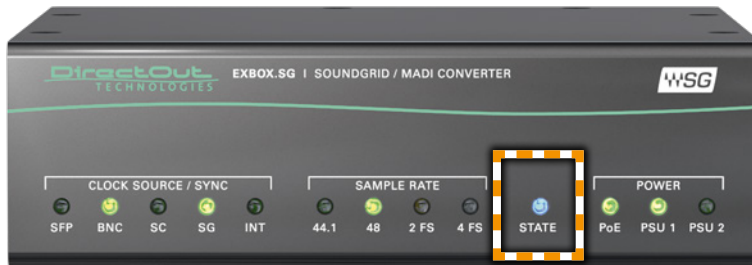 DirectOut
TECHNOLOGIES
EXBOX.SG | SOUNDGRID / MADI CONVERTER
WSG
CLOCK SOURCE / SYNC
SAMPLE RATE
POWER
SFP BNC SC SG INT
44.1 48 2 FS 4 FS
STATE
PoE PSU 1 PSU 2